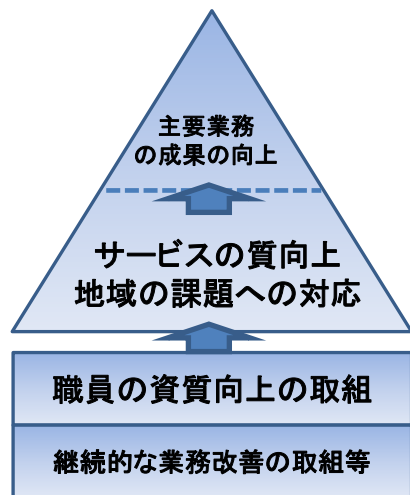 主要業務
の成果の向上
サービスの質向上
地域の課題への対応
職員の資質向上の取組
継続的な業務改善の取組等